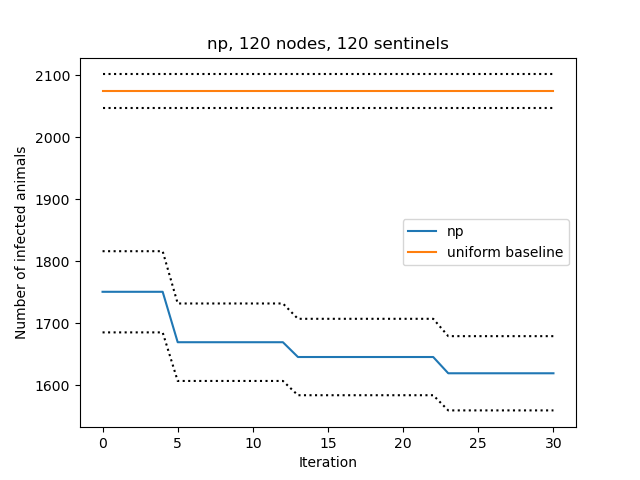 np, 120 nodes, 120 sentinels
2100
2000
1900
1800
1700
1600
Number of infected animals
np
uniform baseline
0 5 10 15 20 25 30
Iteration